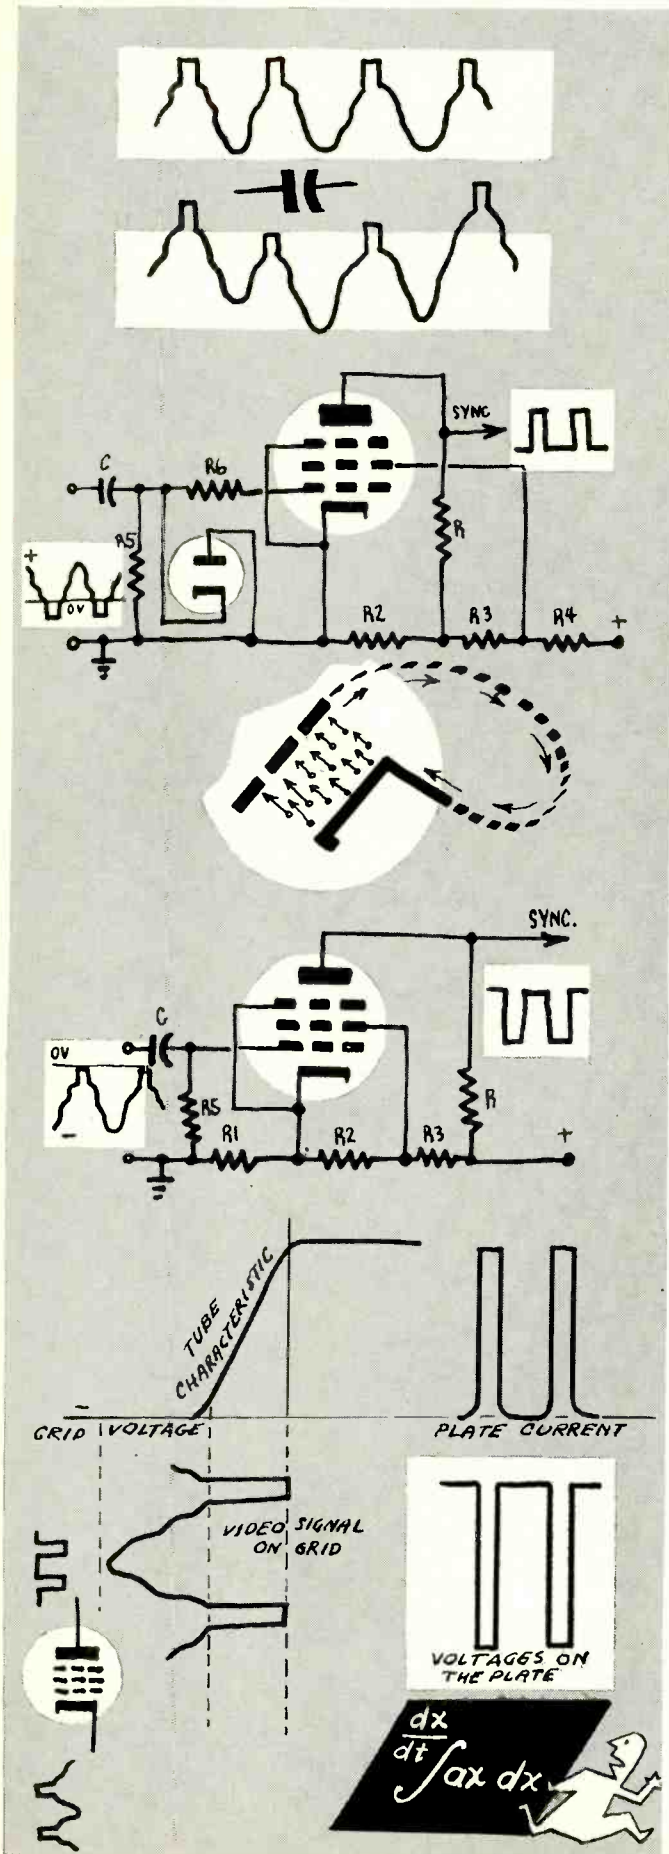 SYNC
C
R6
R5
R
+
OV
R2
R3
R4
+
SYNC.
C
OV
-
R5
R1
R2
R3
R
+
TUBE
CHARACTERISTIC
-
GRID VOLTAGE
PLATE CURRENT
VIDEO SIGNAL
ON GRID
VOLTAGES ON
THE PLATE
dx
dt
∫ax dx